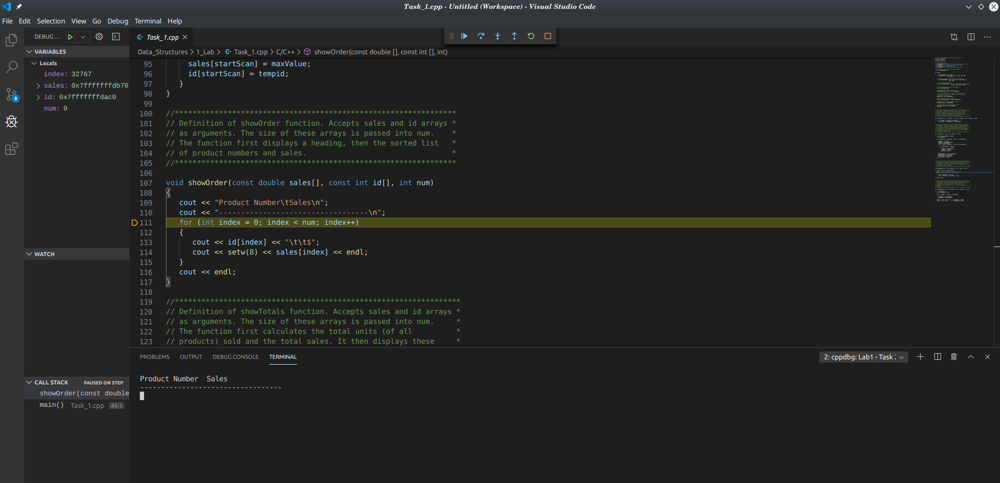 Task_1.cpp - Untitled (Workspace) - Visual Studio Code
File Edit Selection View Go Debug Terminal Help
DEBUG ...
Task_1.cpp
VARIABLES
Locals
index: 32767
sales: 0x7fffffffdb70
id: 0x7fffffffdac0
num: 9
8
WATCH
CALL STACK PAUSED ON STEP
showOrder(const double
main() Task_1.cpp 44:1
Data_Structures > 1_Lab > Task_1.cpp > C/C++ > showOrder(const double [], const int [], int)
95 sales[startScan] = maxValue;
96 id[startScan] = tempid;
97 }
98 }
99
100 //****************************************************************
101 // Definition of showOrder function. Accepts sales and id arrays *
102 // as arguments. The size of these arrays is passed into num. *
103 // The function first displays a heading, then the sorted list *
104 // of product numbers and sales. *
105 //****************************************************************
106
107 void showOrder(const double sales[], const int id[], int num)
108 {
109 cout << "Product Number\tSales\n";
110 cout << "----------------------------------\n";
111 for (int index = 0; index < num; index++)
112 {
113 cout << id[index] << "\t\t$";
114 cout << setw(8) << sales[index] << endl;
115 }
116 cout << endl;
117 }
118
119 //*****************************************************************
120 // Definition of showTotals function. Accepts sales and id arrays *
121 // as arguments. The size of these arrays is passed into num. *
122 // The function first calculates the total units (of all *
123 // products) sold and the total sales. It then displays these *
PROBLEMS OUTPUT DEBUG CONSOLE TERMINAL
2: cppdbg: Lab1 - Task
Product Number Sales
----------------------------------